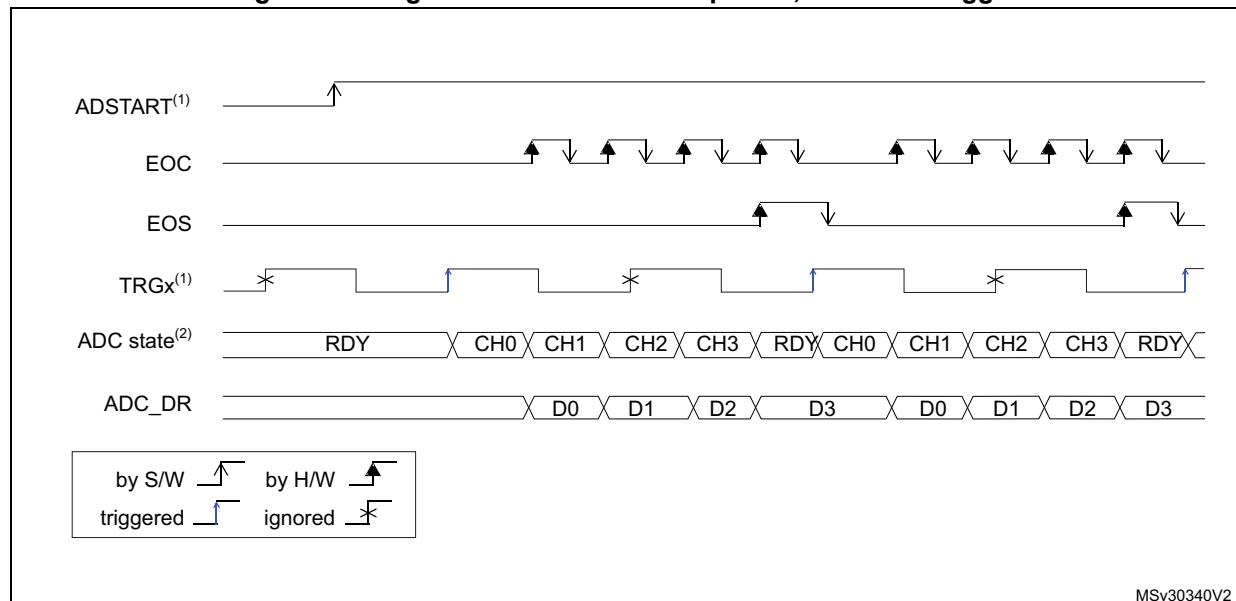 ADSTART(1)
EOC
EOS
TRGx(1)
ADC state(2) RDY CH0 CH1 CH2 CH3 RDY CH0 CH1 CH2 CH3 RDY
ADC_DR D0 D1 D2 D3 D0 D1 D2 D3
by S/W by H/W
triggered ignored
MSv30340V2